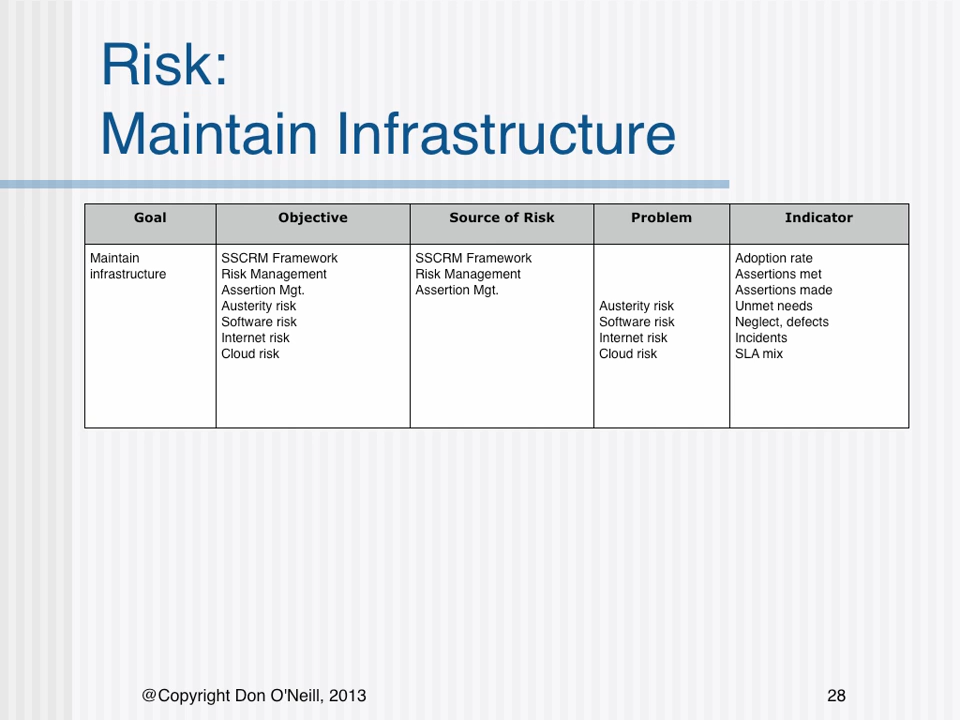 Risk:
Maintain Infrastructure
Goal
Objective
Source of Risk
Problem
Indicator
Maintain
infrastructure
SSCRM Framework
Risk Management
Assertion Mgt.
Austerity risk
Software risk
Internet risk
Cloud risk
SSCRM Framework
Risk Management
Assertion Mgt.
Austerity risk
Software risk
Internet risk
Cloud risk
Adoption rate
Assertions met
Assertions made
Unmet needs
Neglect, defects
Incidents
SLA mix
@Copyright Don O'Neill, 2013
28